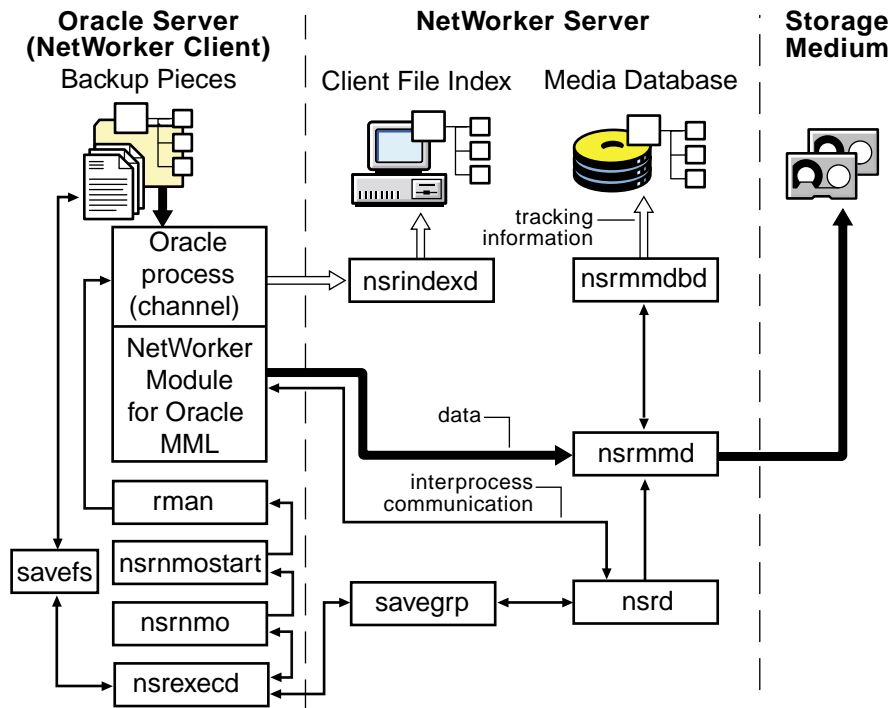 Oracle Server
(NetWorker Client)
NetWorker Server
Storage
Medium
Backup Pieces
Client File Index
Media Database
tracking
information
Oracle
process
(channel)
nsrindexd
nsrmmdbd
NetWorker
Module
for Oracle
MML
data
nsrmmd
interprocess
communication
rman
nsrnmostart
savefs
savegrp
nsrd
nsrnmo
nsrexecd